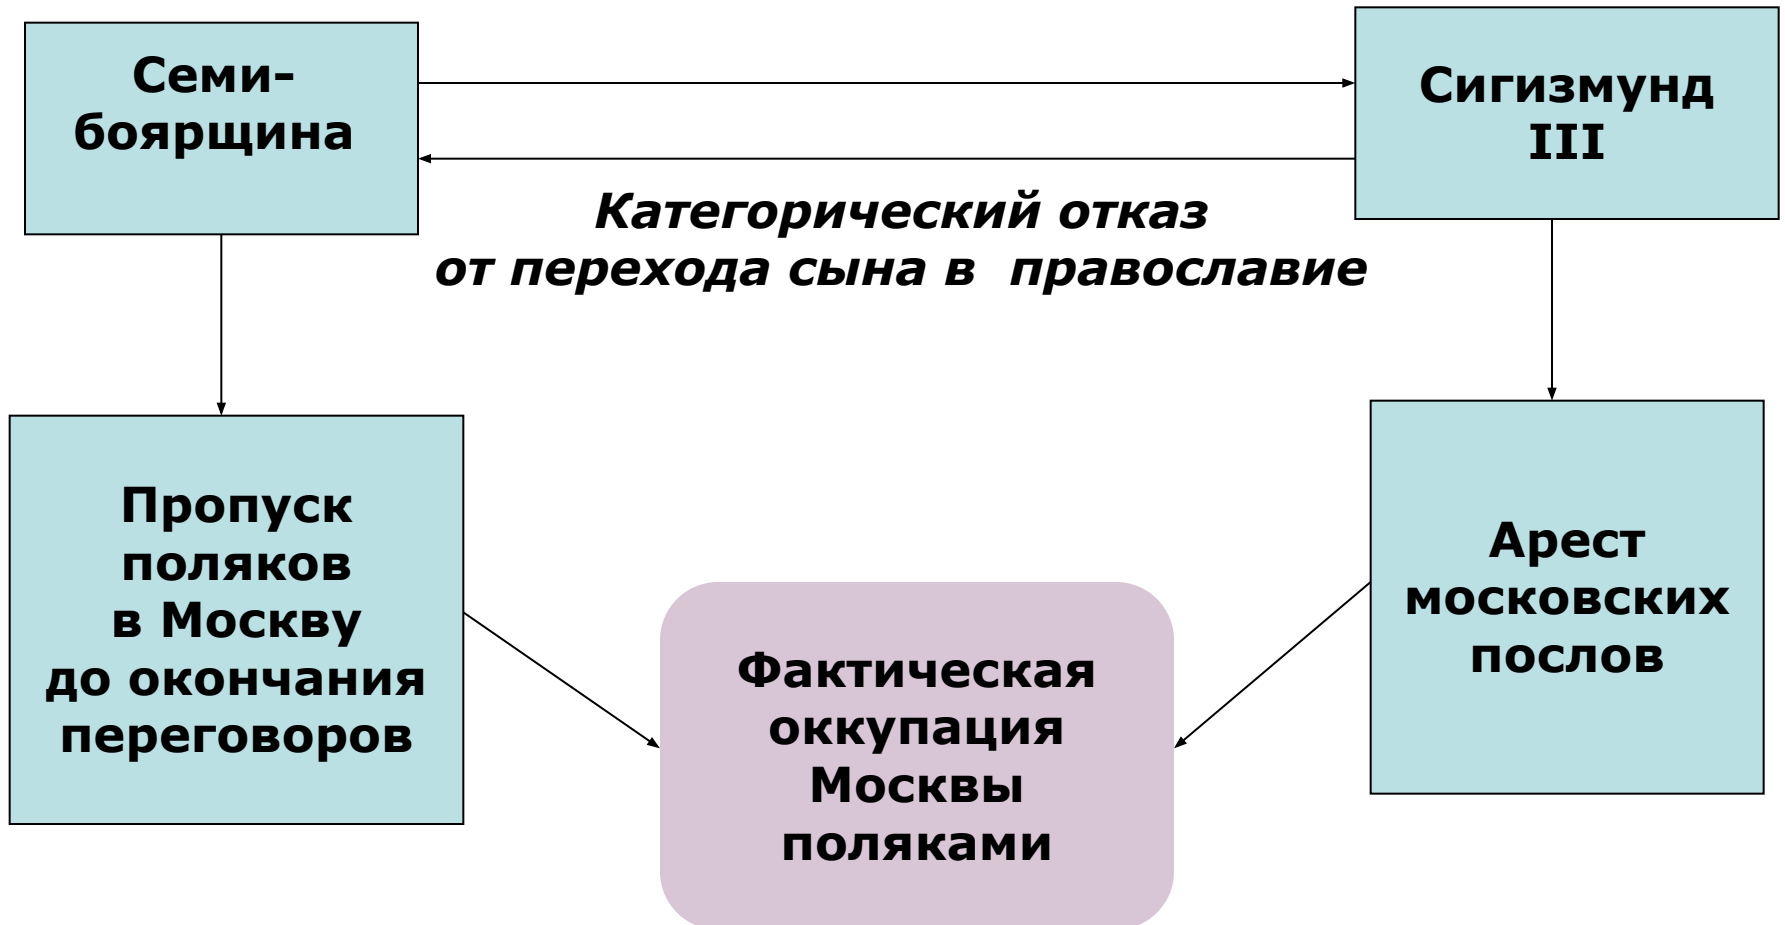 Семи-
боярщина
Сигизмунд
III
Категорический отказ
от перехода сына в православие
Пропуск
поляков
в Москву
до окончания
переговоров
Арест
московских
послов
Фактическая
оккупация
Москвы
поляками